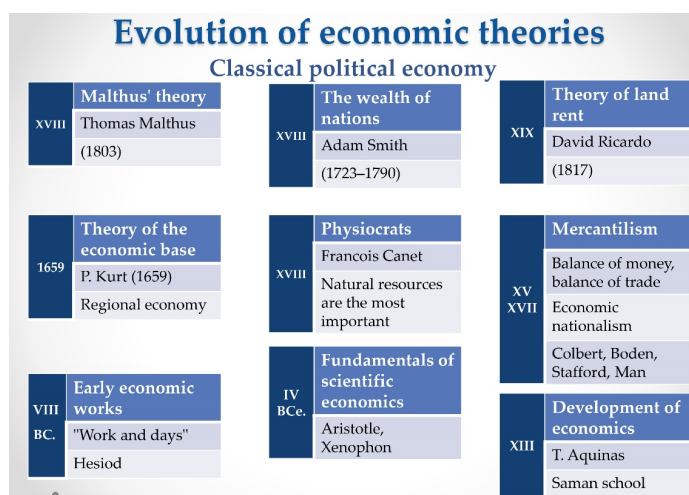 Evolution of economic theories
Classical political economy
XVIII
Malthus' theory
Thomas Malthus
(1803)
XVIII
The wealth of
nations
Adam Smith
(1723–1790)
XIX
Theory of land
rent
David Ricardo
(1817)
1659
Theory of the
economic base
P. Kurt (1659)
Regional economy
XVIII
Physiocrats
Francois Canet
Natural resources
are the most
important
XV
XVII
Mercantilism
Balance of money,
balance of trade
Economic
nationalism
Colbert, Boden,
Stafford, Man
VIII
BC.
Early economic
works
"Work and days"
Hesiod
IV
BCe.
Fundamentals of
scientific
economics
Aristotle,
Xenophon
XIII
Development of
economics
T. Aquinas
Saman school